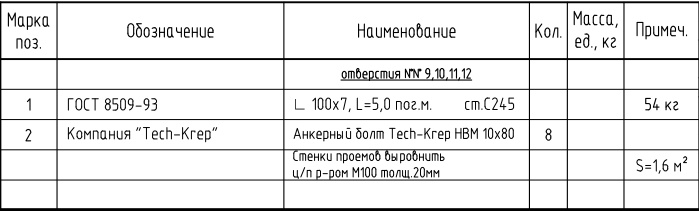 Марка поз. Обозначение Наименование Кол. Масса, ед., кг Примеч.
отверстия №№ 9,10,11,12
1 ГОСТ 8509-93 ∟ 100х7, L=5,0 пог.м. ст.С245 54 кг
2 Компания "Tech-Krep" Анкерный болт Tech-Krep НВМ 10х80 8
Стенки проемов выровнить
ц/п р-ром М100 толщ.20мм S=1,6 м²